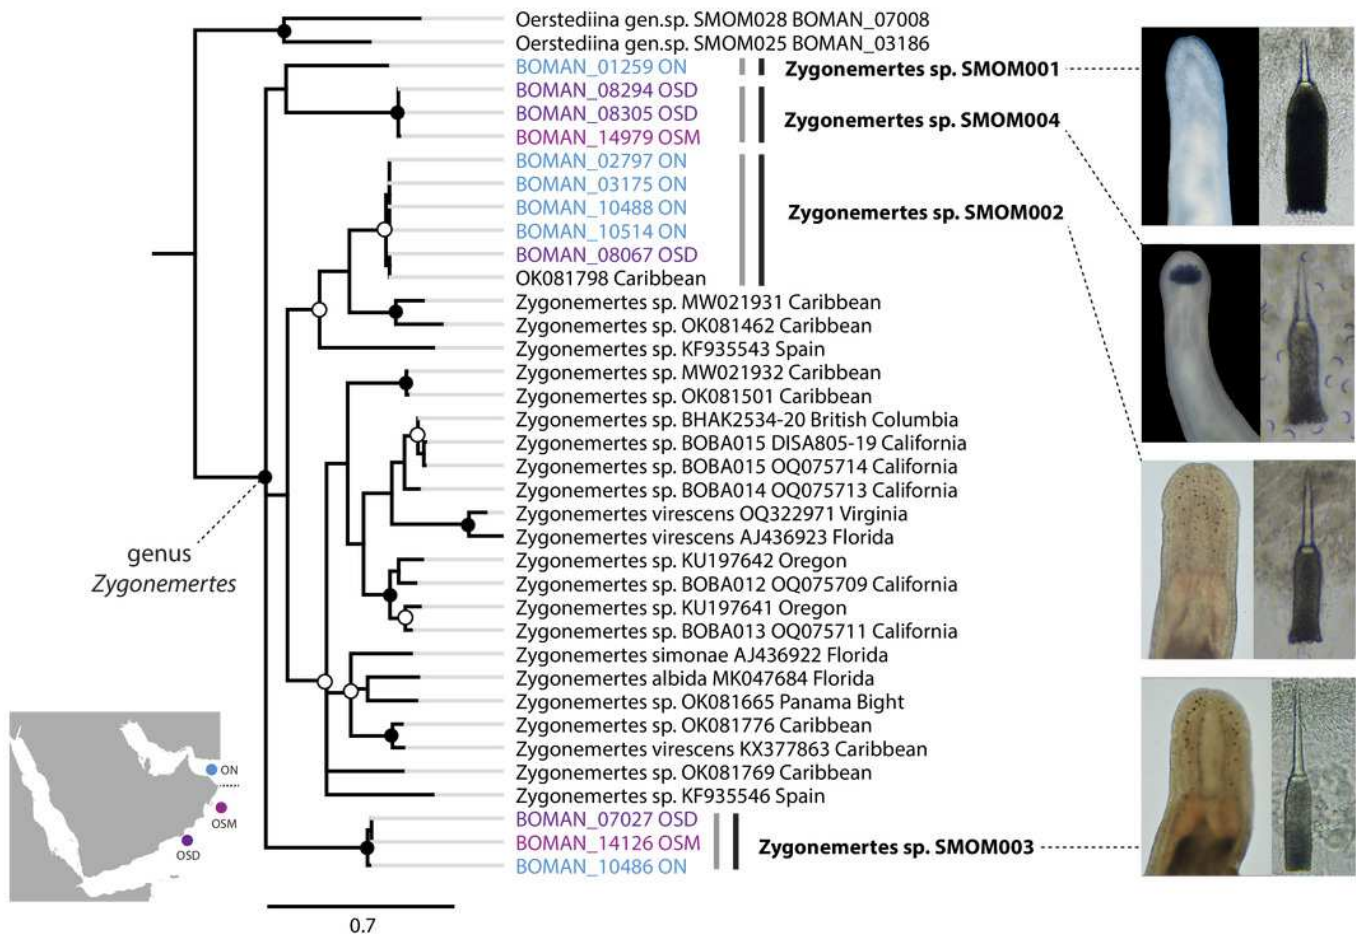 Oerstediina gen.sp. SMOM028 BOMAN_07008
Oerstediina gen.sp. SMOM025 BOMAN_03186
BOMAN_01259 ON
Zygonemertes sp. SMOM001
BOMAN_08294 OSD
BOMAN_08305 OSD
Zygonemertes sp. SMOM004
BOMAN_14979 OSM
BOMAN_02797 ON
BOMAN_03175 ON
BOMAN_10488 ON
Zygonemertes sp. SMOM002
BOMAN_10514 ON
BOMAN_08067 OSD
OK081798 Caribbean
Zygonemertes sp. MW021931 Caribbean
Zygonemertes sp. OK081462 Caribbean
Zygonemertes sp. KF935543 Spain
Zygonemertes sp. MW021932 Caribbean
Zygonemertes sp. OK081501 Caribbean
Zygonemertes sp. BHAK2534-20 British Columbia
Zygonemertes sp. BOBA015 DISA805-19 California
Zygonemertes sp. BOBA015 OQ075714 California
Zygonemertes sp. BOBA014 OQ075713 California
Zygonemertes virescens OQ322971 Virginia
Zygonemertes virescens AJ436923 Florida
genus
Zygonemertes
Zygonemertes sp. KU197642 Oregon
Zygonemertes sp. BOBA012 OQ075709 California
Zygonemertes sp. KU197641 Oregon
Zygonemertes sp. BOBA013 OQ075711 California
Zygonemertes simonae AJ436922 Florida
Zygonemertes albida MK047684 Florida
Zygonemertes sp. OK081665 Panama Bight
Zygonemertes sp. OK081776 Caribbean
Zygonemertes virescens KX377863 Caribbean
Zygonemertes sp. OK081769 Caribbean
Zygonemertes sp. KF935546 Spain
BOMAN_07027 OSD
BOMAN_14126 OSM
Zygonemertes sp. SMOM003
BOMAN_10486 ON
ON
OSM
OSD
0.7